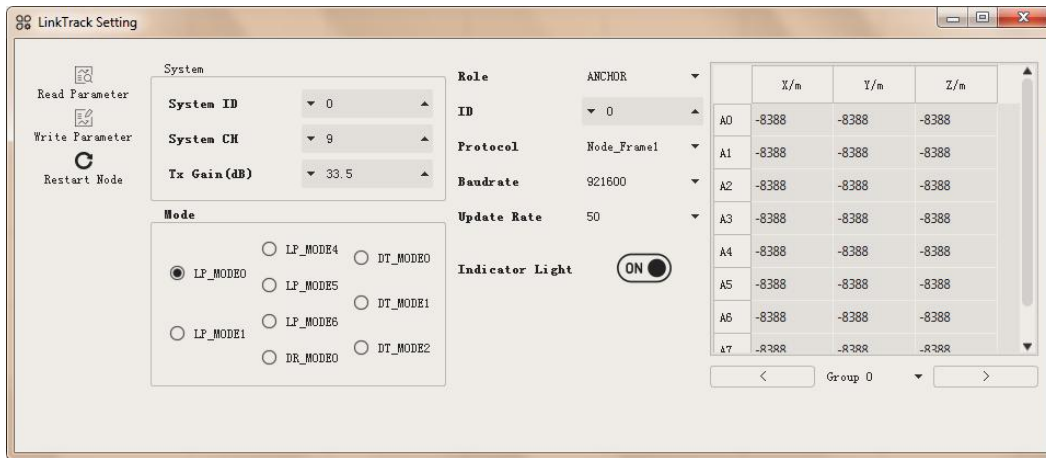 LinkTrack Setting
Read Parameter
Write Parameter
Restart Node
System
System ID 0
System CH 9
Tx Gain(dB) 33.5
Mode
LP_MODE0
LP_MODE1
LP_MODE4
LP_MODE5
LP_MODE6
DR_MODE0
DT_MODE0
DT_MODE1
DT_MODE2
Role ANCHOR
ID 0
Protocol Node_Frame1
Baudrate 921600
Update Rate 50
Indicator Light ON
X/m Y/m Z/m
A0 -8388 -8388 -8388
A1 -8388 -8388 -8388
A2 -8388 -8388 -8388
A3 -8388 -8388 -8388
A4 -8388 -8388 -8388
A5 -8388 -8388 -8388
A6 -8388 -8388 -8388
A7 -8388 -8388 -8388
< Group 0 >